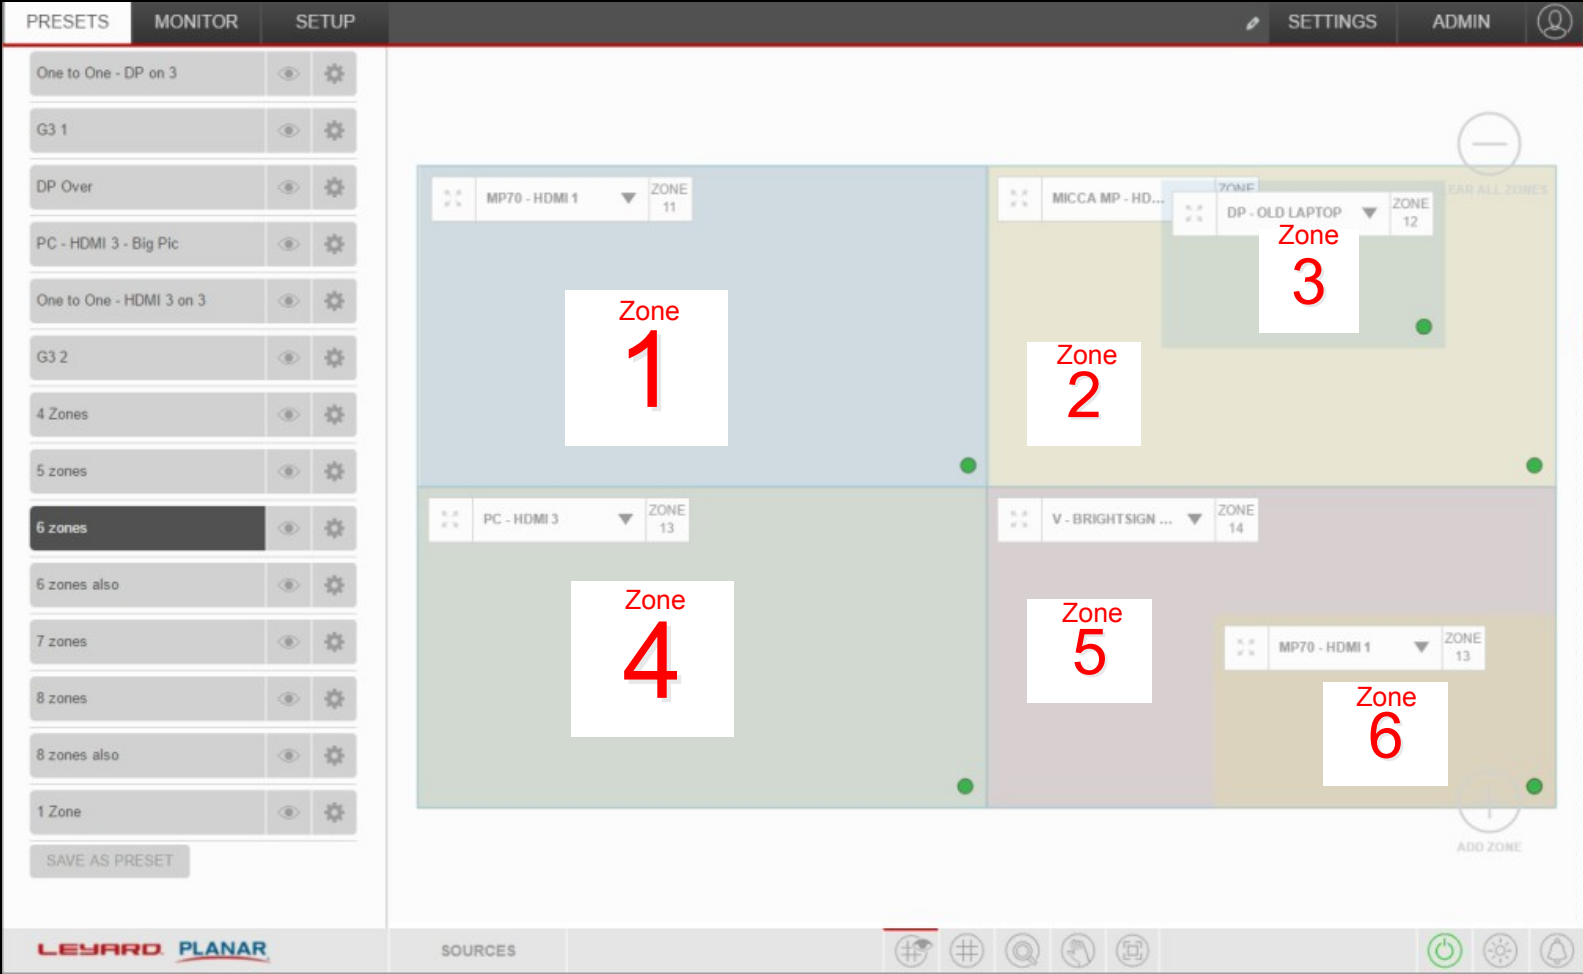 PRESETS
MONITOR
SETUP
SETTINGS
ADMIN
One to One - DP on 3
G3 1
DP Over
PC - HDMI 3 - Big Pic
One to One - HDMI 3 on 3
G3 2
4 Zones
5 zones
6 zones
6 zones also
7 zones
8 zones
8 zones also
1 Zone
SAVE AS PRESET
MP70 - HDMI 1
ZONE
11
Zone
1
MICCA MP - HD...
ZONE
EAR ALL ZONES
DP - OLD LAPTOP
ZONE
12
Zone
3
Zone
2
PC - HDMI 3
ZONE
13
Zone
4
V - BRIGHTSIGN ...
ZONE
14
Zone
5
MP70 - HDMI 1
ZONE
13
Zone
6
ADD ZONE
LEYARD. PLANAR
SOURCES